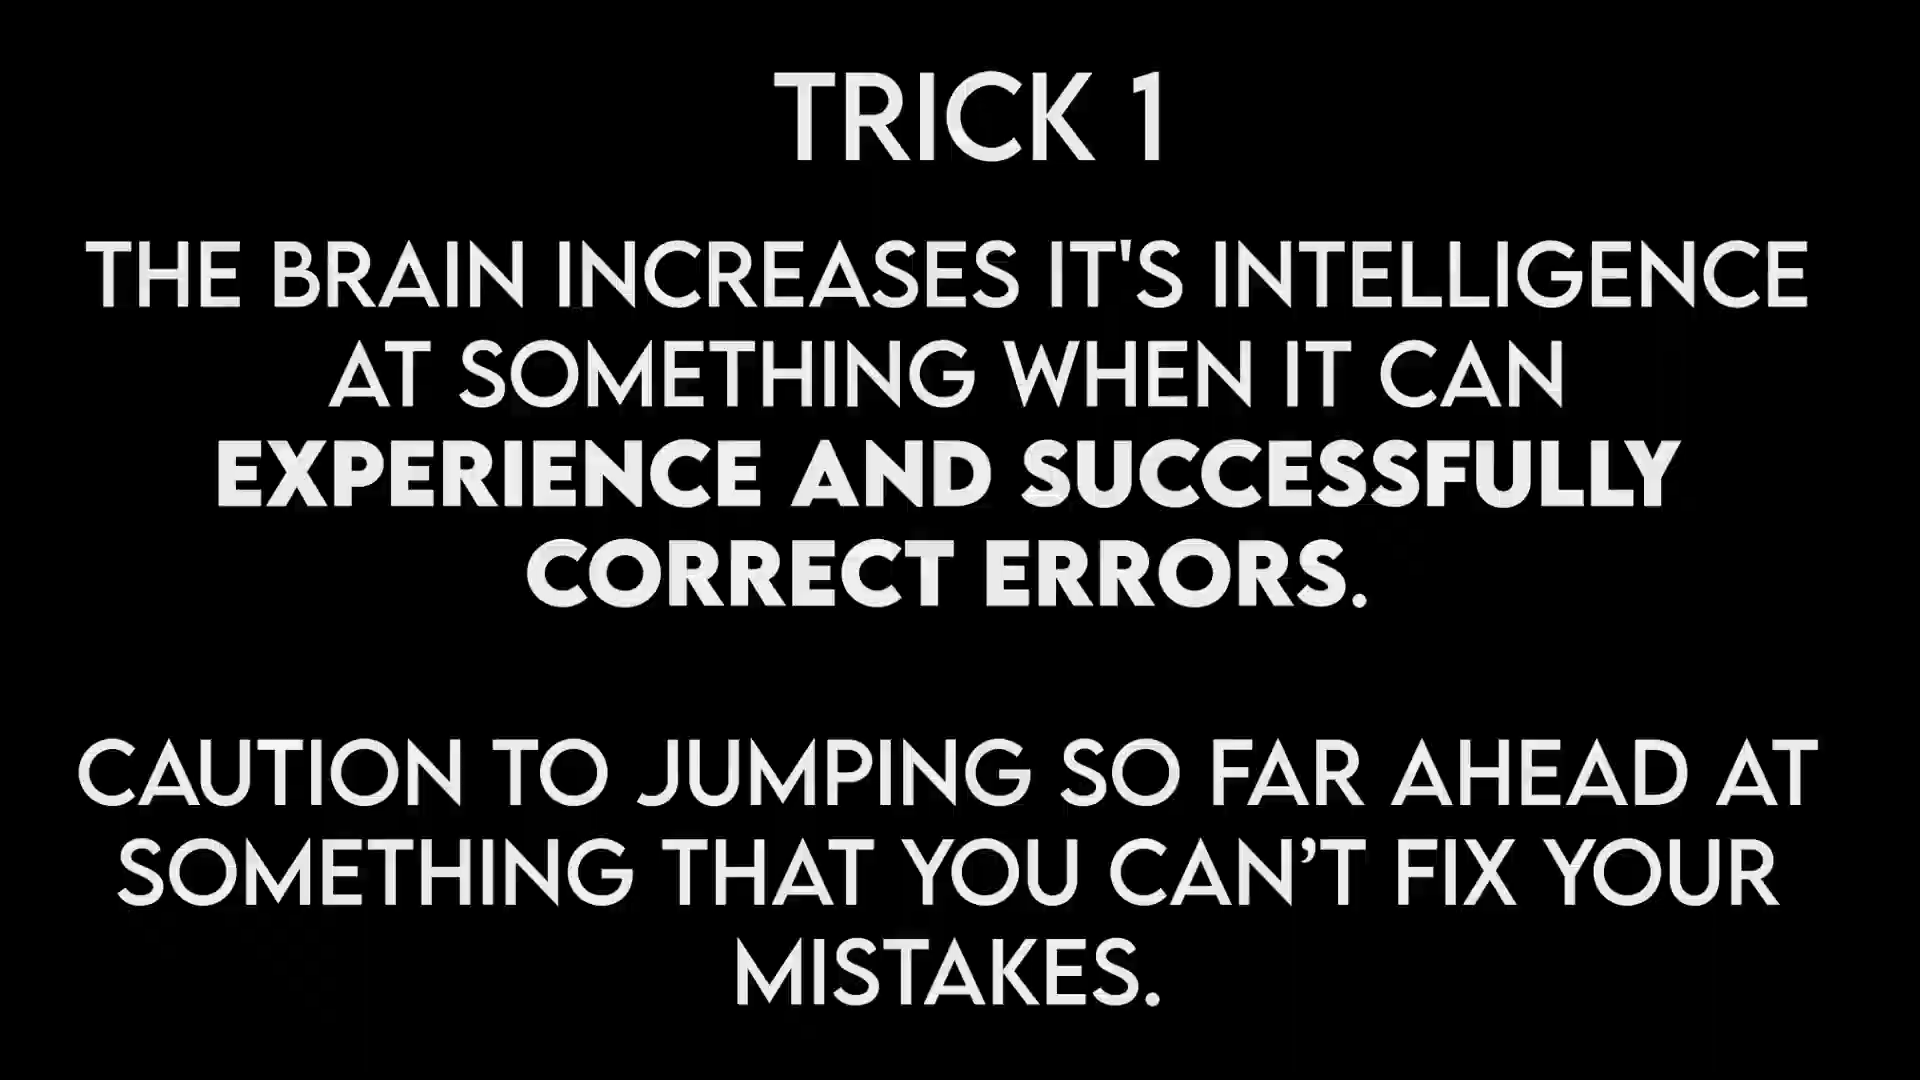 TRICK 1
THE BRAIN INCREASES IT'S INTELLIGENCE
AT SOMETHING WHEN IT CAN
EXPERIENCE AND SUCCESSFULLY
CORRECT ERRORS.
CAUTION TO JUMPING SO FAR AHEAD AT
SOMETHING THAT YOU CAN’T FIX YOUR
MISTAKES.